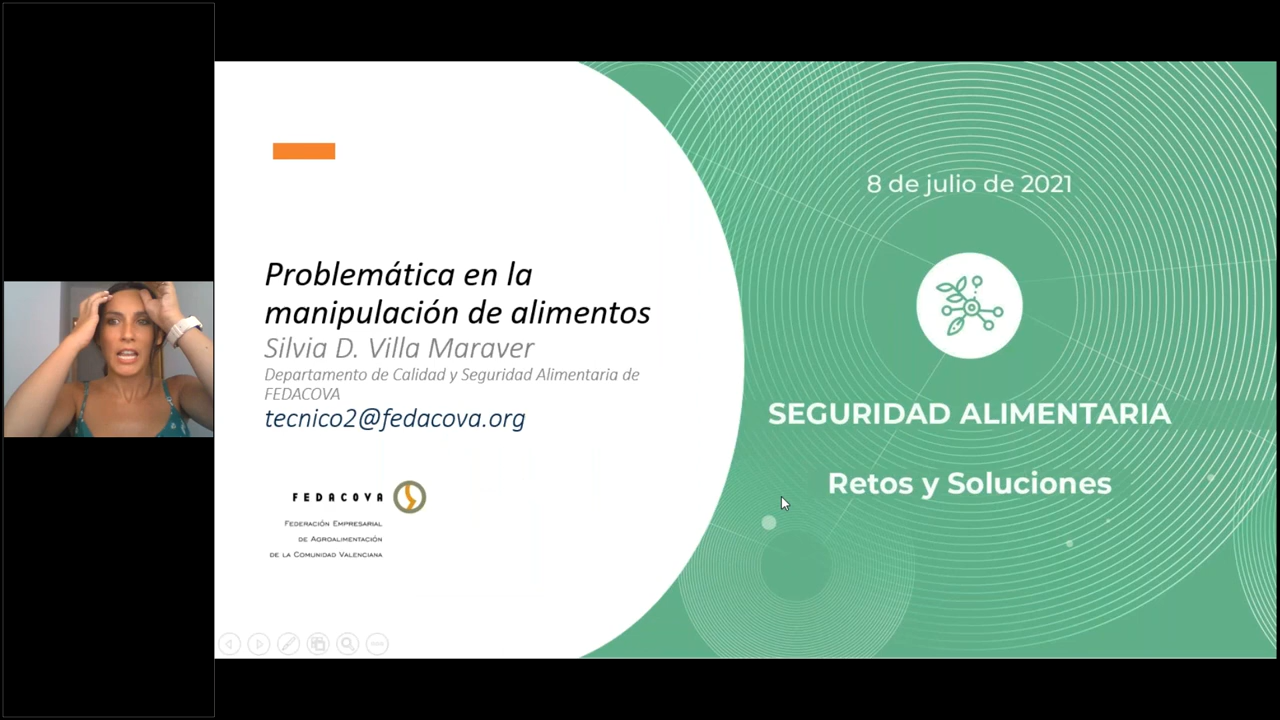 Problemática en la
manipulación de alimentos
Silvia D. Villa Maraver
Departamento de Calidad y Seguridad Alimentaria de
FEDACOVA
tecnico2@fedacova.org
FEDACOVA
FEDERACIÓN EMPRESARIAL
DE AGROALIMENTACIÓN
DE LA COMUNIDAD VALENCIANA
8 de julio de 2021
SEGURIDAD ALIMENTARIA
Retos y Soluciones